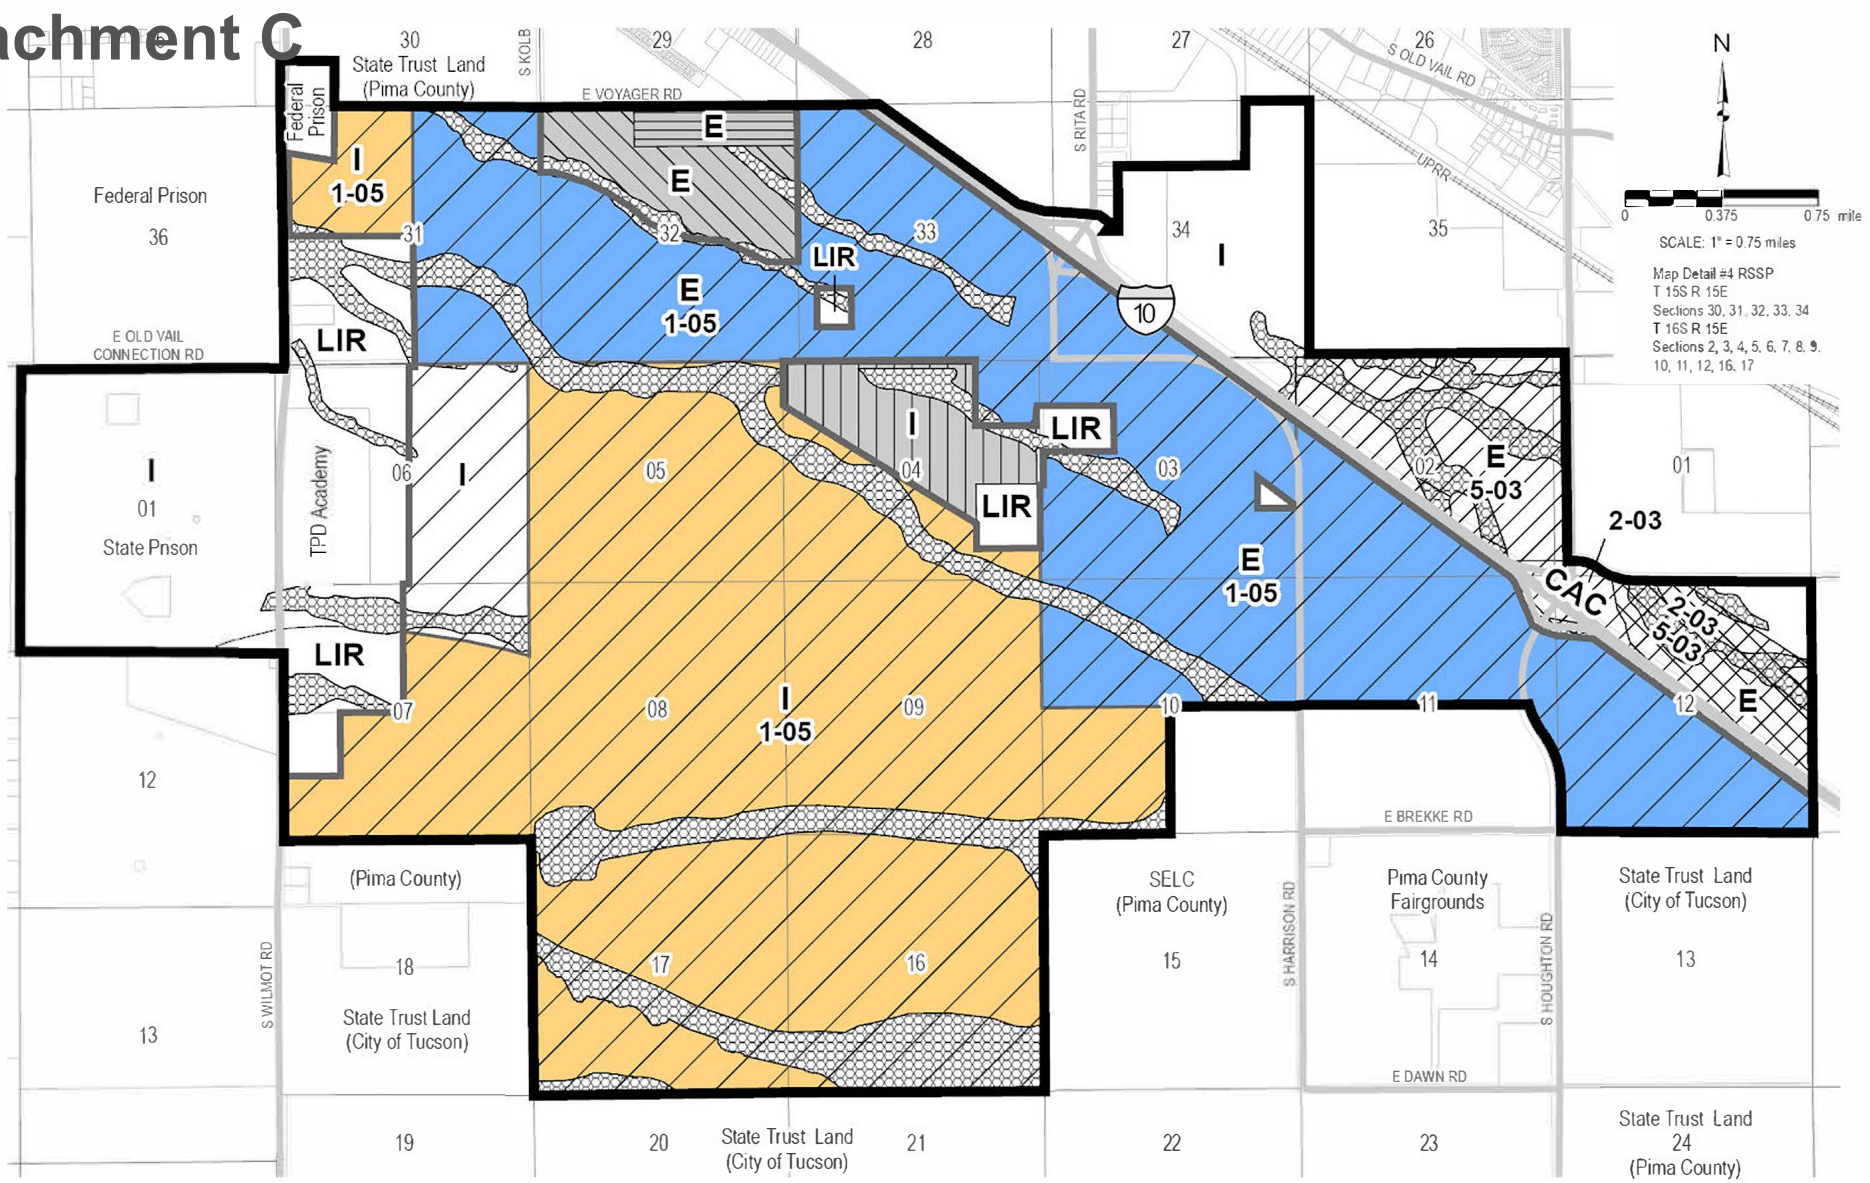 achment C
30
29
28
27
26
State Trust Land
(Pima County)
S KOLB
E VOYAGER RD
S RITA RD
S OLD VAIL RD
UPRR
N
0 0.375 0.75 mile
SCALE: 1" = 0.75 miles
Map Detail #4 RSSP
T 15S R 15E
Sections 30, 31, 32, 33, 34
T 16S R 15E
Sections 2, 3, 4, 5, 6, 7, 8, 9,
10, 11, 12, 16, 17
Federal
Prison
I
1-05
E
E
Federal Prison
36
31
32
33
34
35
I
LIR
E
1-05
10
E OLD VAIL
CONNECTION RD
LIR
I
01
State Prison
TPD Academy
06
I
05
I
04
LIR
LIR
03
02
E
5-03
01
2-03
E
1-05
CAC
2-03
5-03
E
LIR
07
08
I
1-05
09
10
11
12
12
E BREKKE RD
(Pima County)
SELC
(Pima County)
Pima County
Fairgrounds
State Trust Land
(City of Tucson)
S WILMOT RD
S HARRISON RD
S HOUGHTON RD
13
18
17
16
15
14
13
State Trust Land
(City of Tucson)
E DAWN RD
19
20
State Trust Land
(City of Tucson)
21
22
23
State Trust Land
24
(Pima County)